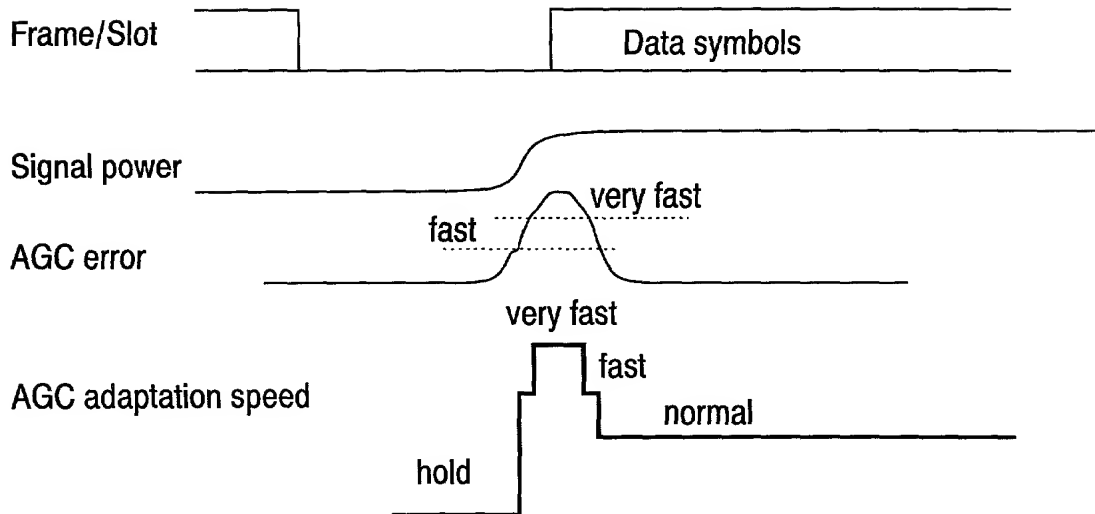 Frame/Slot
Data symbols
Signal power
very fast
fast
AGC error
very fast
fast
AGC adaptation speed
normal
hold